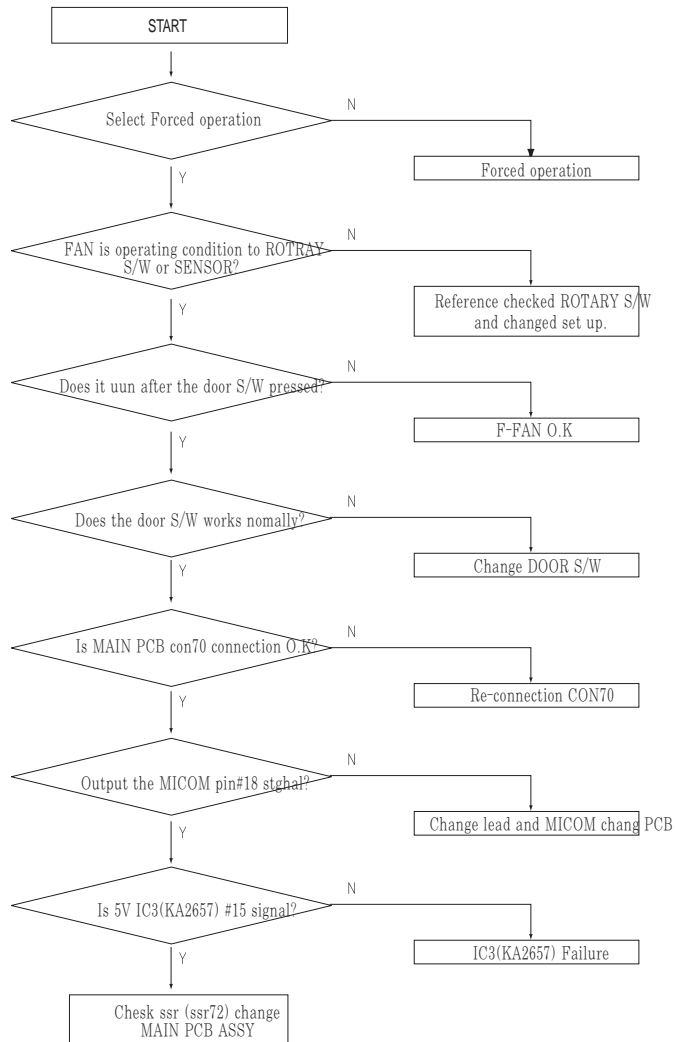 START
Select Forced operation
N
Forced operation
Y
FAN is operating condition to ROTRAY
S/W or SENSOR?
N
Reference checked ROTARY S/W
and changed set up.
Y
Does it uun after the door S/W pressed?
N
F-FAN O.K
Y
Does the door S/W works nomally?
N
Change DOOR S/W
Y
Is MAIN PCB con70 connection O.K?
N
Re-connection CON70
Y
Output the MICOM pin#18 stghal?
N
Change lead and MICOM chang PCB
Y
Is 5V IC3(KA2657) #15 signal?
N
IC3(KA2657) Failure
Y
Chesk ssr (ssr72) change
MAIN PCB ASSY